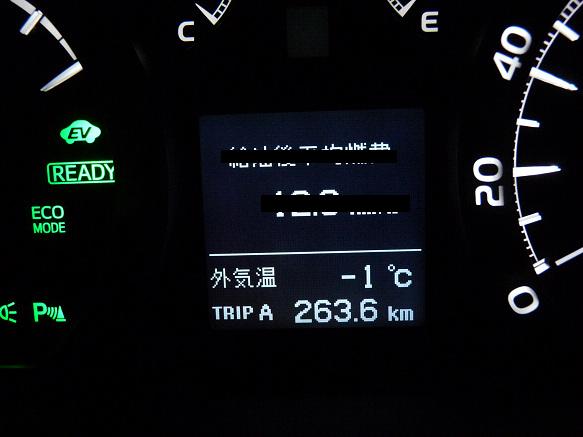 C
E
EV
READY
ECO
MODE
P
外気温 -1℃
TRIP A 263.6 km
40
20
0